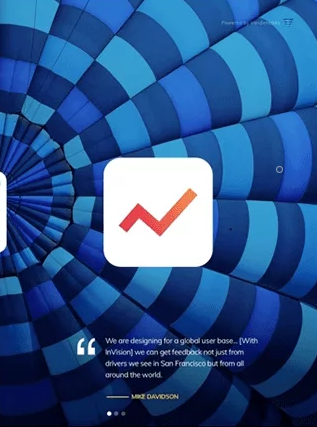 We are designing for a global user base... [With
InVision] we can get feedback not just from
drivers we see in San Francisco but from all
around the world.
MIKE DAVIDSON